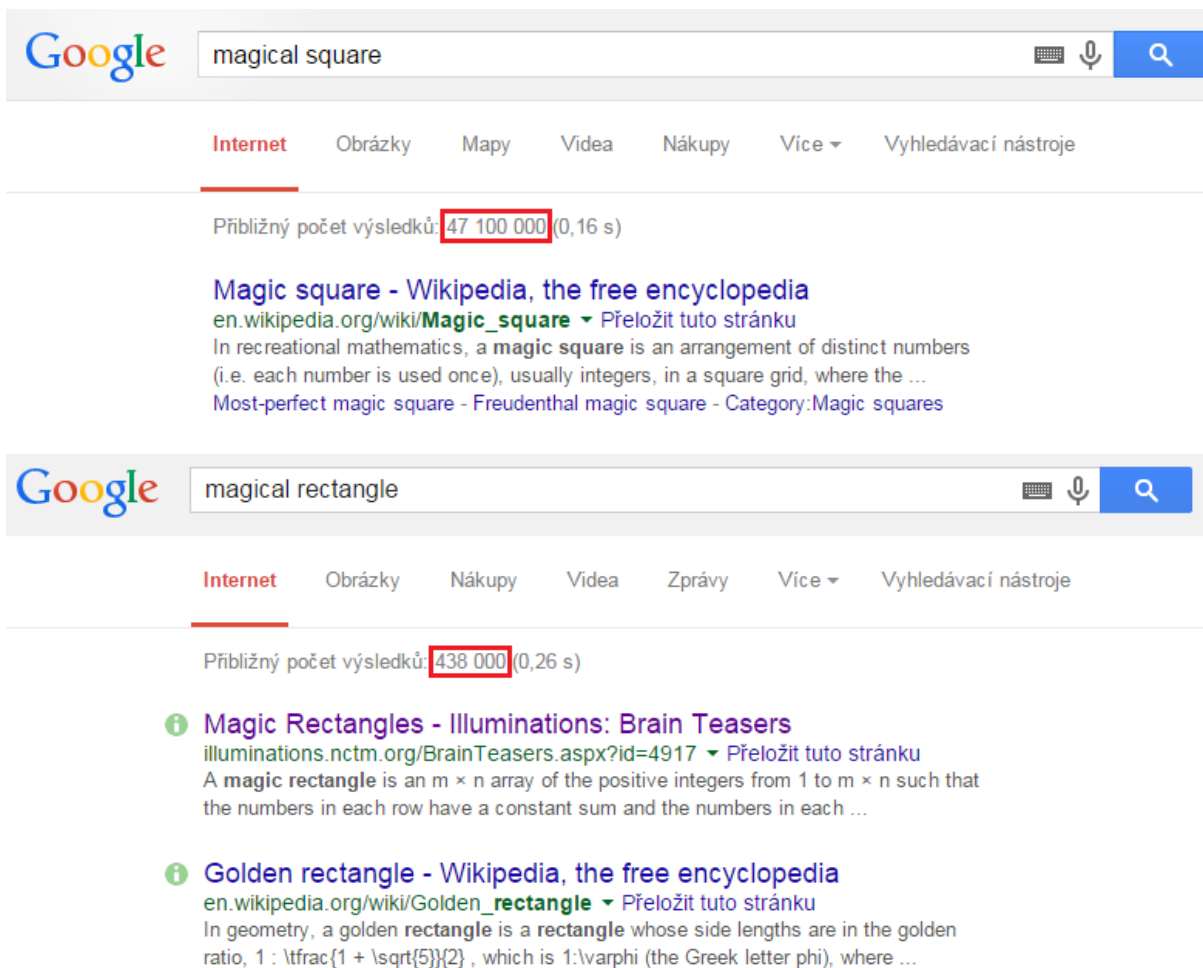 Google magical square
Internet Obrázky Mapy Videa Nákupy Více Vyhledávací nástroje
Přibližný počet výsledků: 47 100 000 (0,16 s)
Magic square - Wikipedia, the free encyclopedia
en.wikipedia.org/wiki/Magic_square Přeložit tuto stránku
In recreational mathematics, a magic square is an arrangement of distinct numbers
(i.e. each number is used once), usually integers, in a square grid, where the ...
Most-perfect magic square - Freudenthal magic square - Category:Magic squares
Google magical rectangle
Internet Obrázky Nákupy Videa Zprávy Více Vyhledávací nástroje
Přibližný počet výsledků: 438 000 (0,26 s)
Magic Rectangles - Illuminations: Brain Teasers
illuminations.nctm.org/BrainTeasers.aspx?id=4917 Přeložit tuto stránku
A magic rectangle is an m × n array of the positive integers from 1 to m × n such that
the numbers in each row have a constant sum and the numbers in each ...
Golden rectangle - Wikipedia, the free encyclopedia
en.wikipedia.org/wiki/Golden_rectangle Přeložit tuto stránku
In geometry, a golden rectangle is a rectangle whose side lengths are in the golden
ratio, 1 : \tfrac{1 + \sqrt{5}}{2} , which is 1:\varphi (the Greek letter phi), where ...